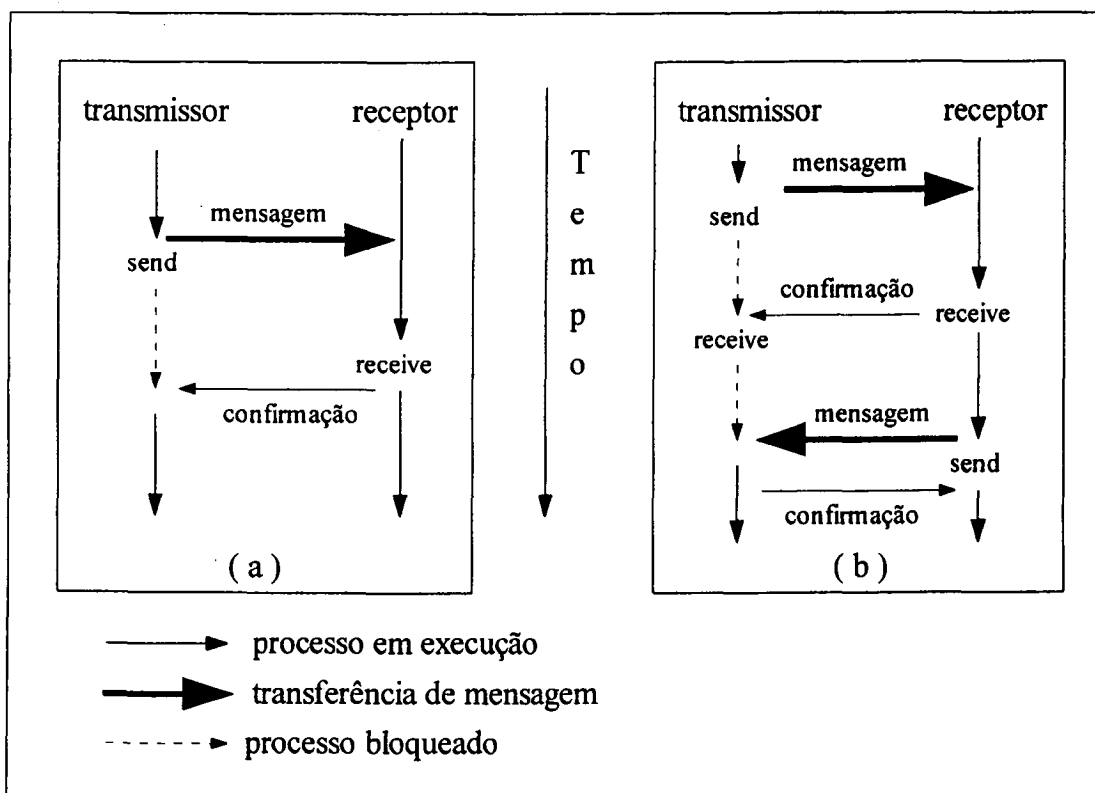 transmissor receptor
mensagem
send
receive
confirmação
( a )
T
e
m
p
o
transmissor receptor
mensagem
send
confirmação
receive
receive
mensagem
send
confirmação
( b )
processo em execução
transferência de mensagem
processo bloqueado